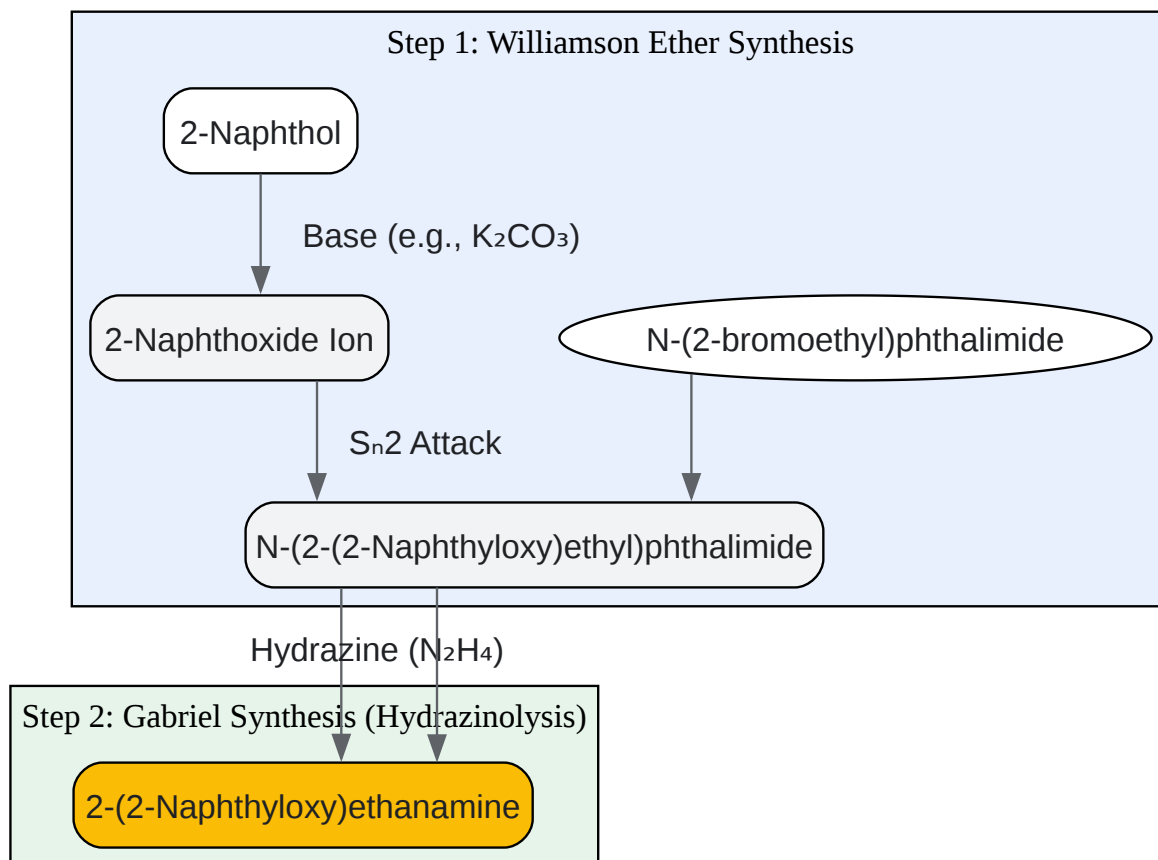 Step 1: Williamson Ether Synthesis
2-Naphthol
Base (e.g., K₂CO₃)
2-Naphthoxide Ion
N-(2-bromoethyl)phthalimide
Sₙ2 Attack
N-(2-(2-Naphthyloxy)ethyl)phthalimide
Hydrazine (N₂H₄)
Step 2: Gabriel Synthesis (Hydrazinolysis)
2-(2-Naphthyloxy)ethanamine